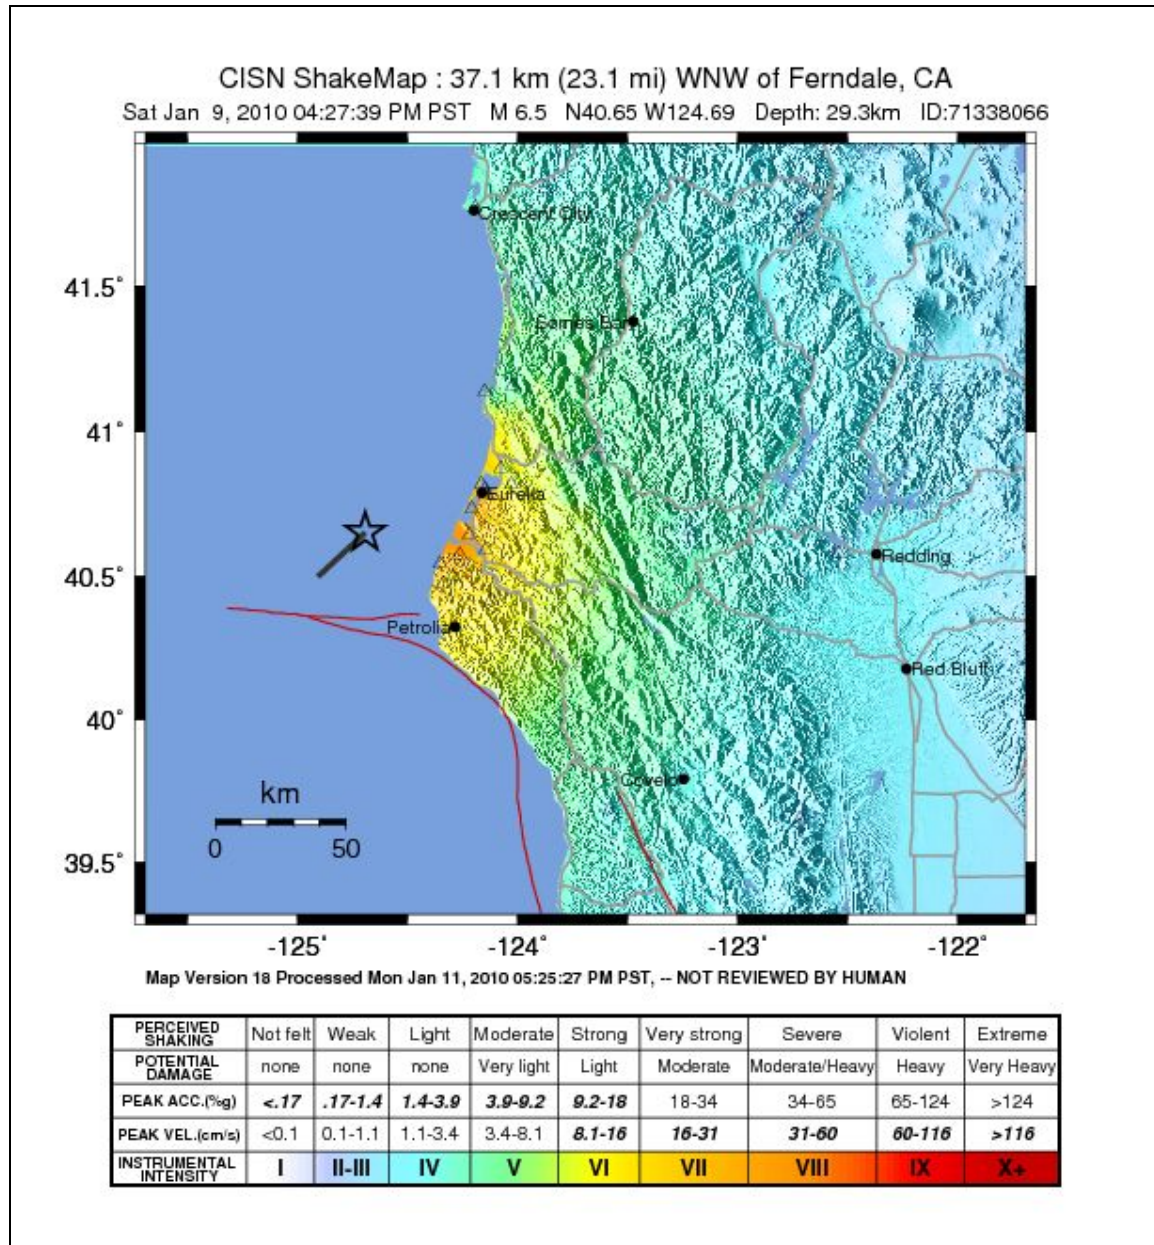 CISN ShakeMap : 37.1 km (23.1 mi) WNW of Ferndale, CA
Sat Jan 9, 2010 04:27:39 PM PST M 6.5 N40.65 W124.69 Depth: 29.3km ID:71338066
Crescent City
41.5˚
Somes Bar
41˚
Eureka
40.5˚
Redding
Petrolia
Red Bluff
40˚
Covelo
km
0 50
39.5˚
-125˚ -124˚ -123˚ -122˚
Map Version 18 Processed Mon Jan 11, 2010 05:25:27 PM PST, -- NOT REVIEWED BY HUMAN
PERCEIVED SHAKING Not felt Weak Light Moderate Strong Very strong Severe Violent Extreme
POTENTIAL DAMAGE none none none Very light Light Moderate Moderate/Heavy Heavy Very Heavy
PEAK ACC.(%g) <.17 .17-1.4 1.4-3.9 3.9-9.2 9.2-18 18-34 34-65 65-124 >124
PEAK VEL.(cm/s) <0.1 0.1-1.1 1.1-3.4 3.4-8.1 8.1-16 16-31 31-60 60-116 >116
INSTRUMENTAL INTENSITY I II-III IV V VI VII VIII IX X+